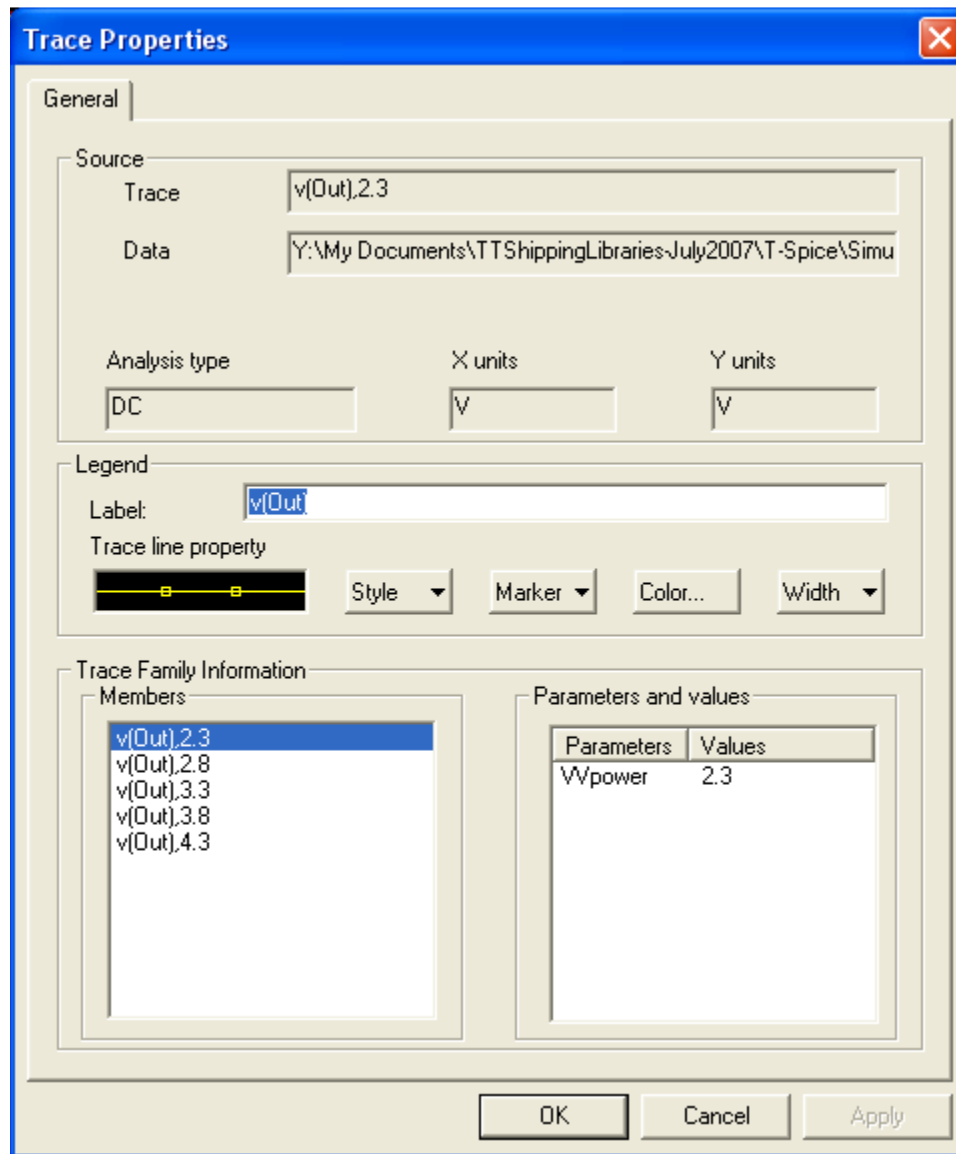 Trace Properties
General
Source
Trace
v(Out),2.3
Data
Y:\My Documents\TTShippingLibraries-July2007\T-Spice\Simu
Analysis type
X units
Y units
DC
V
V
Legend
Label:
v(Out)
Trace line property
Style
Marker
Color...
Width
Trace Family Information
Members
v(Out),2.3
v(Out),2.8
v(Out),3.3
v(Out),3.8
v(Out),4.3
Parameters and values
Parameters Values
VVpower 2.3
OK
Cancel
Apply